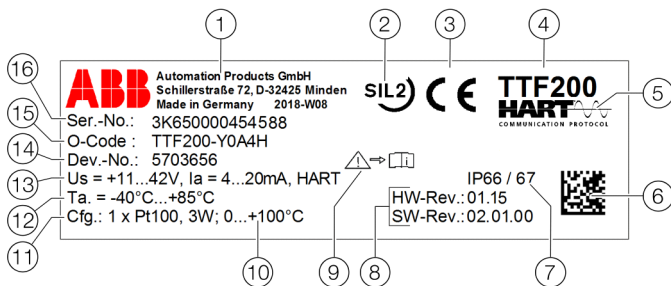 1
2
3
4
16
ABB
Automation Products GmbH
Schillerstraße 72, D-32425 Minden
Made in Germany 2018-W08
SIL2
CE
TTF200
HART
COMMUNICATION PROTOCOL
5
15
Ser.-No.: 3K650000454588
O-Code : TTF200-Y0A4H
14
Dev.-No.: 5703656
13
Us = +11...42V, Ia = 4...20mA, HART
i
IP66 / 67
12
Ta. = -40°C...+85°C
HW-Rev.: 01.15
6
Cfg.: 1 x Pt100, 3W; 0...+100°C
SW-Rev.: 02.01.00
11
10
9
8
7